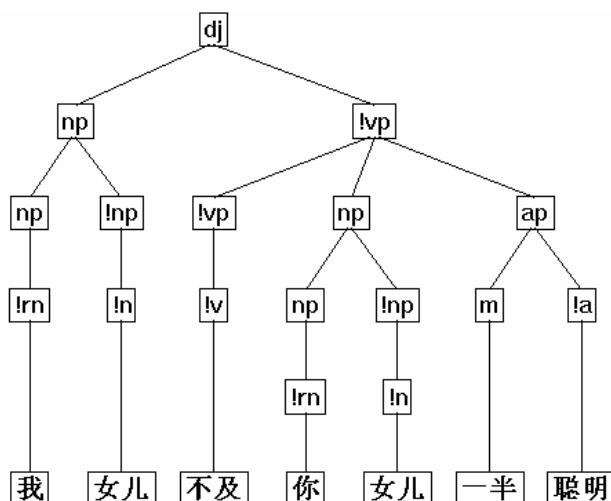 dj
np !vp
np !np !vp np ap
!rn !n !v np !np m !a
!rn !n
我 女儿 不及 你 女儿 一半 聪明